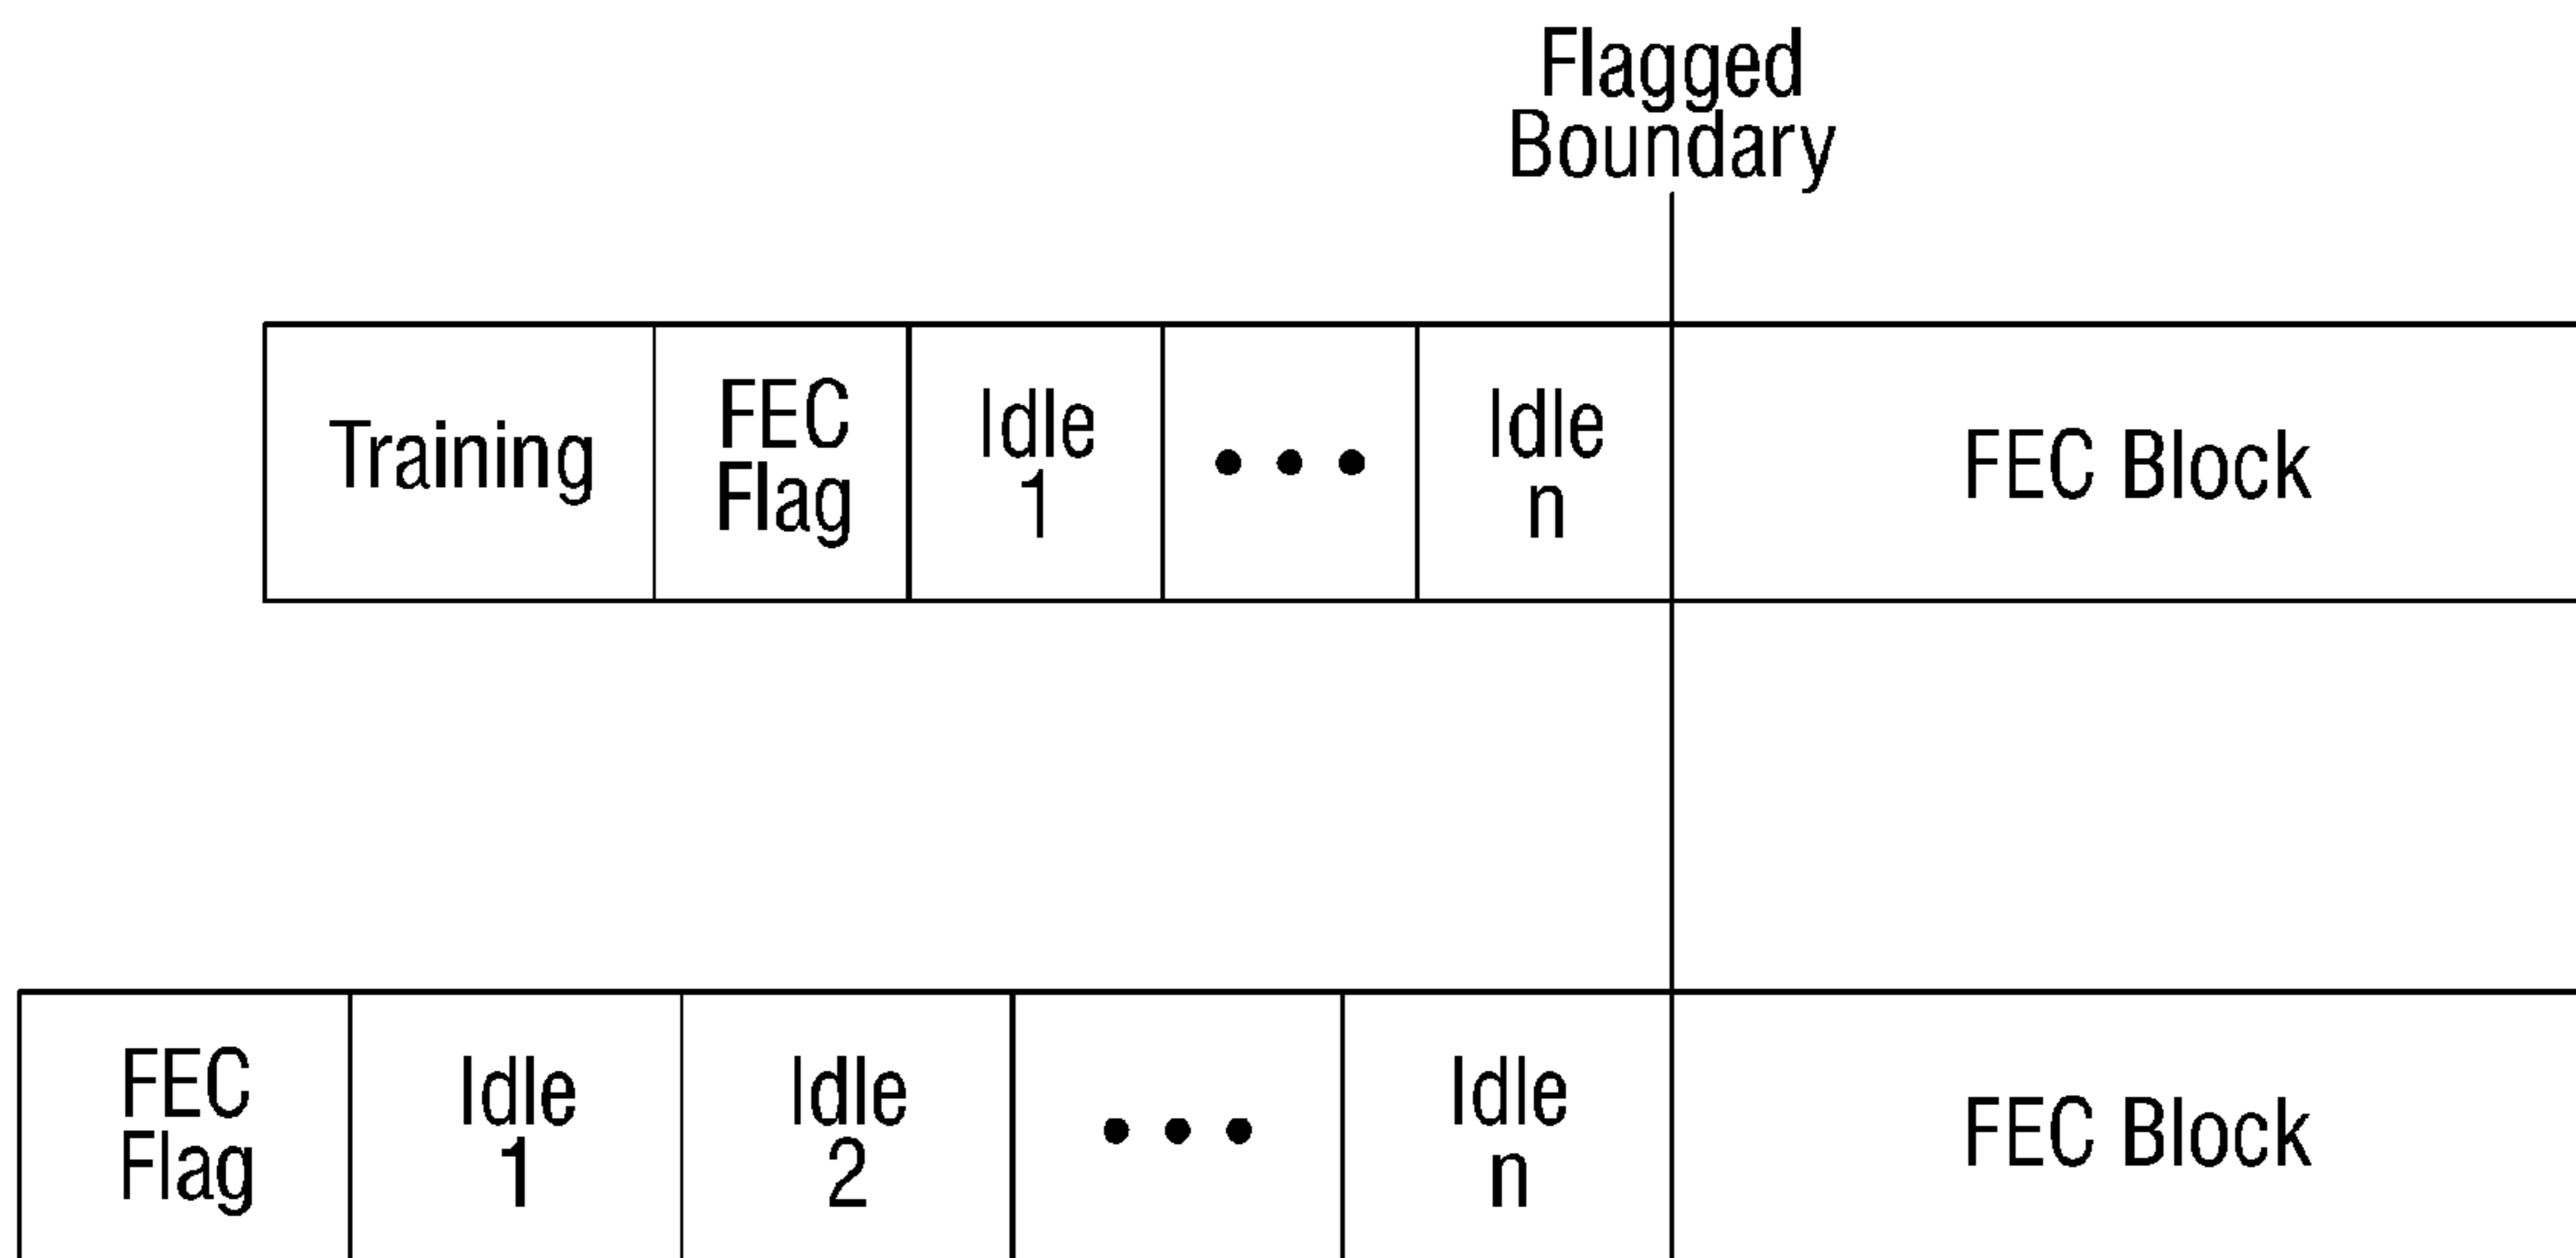 Flagged
Boundary
Training
FEC
Flag
Idle
1
• • •
Idle
n
FEC Block
FEC
Flag
Idle
1
Idle
2
• • •
Idle
n
FEC Block